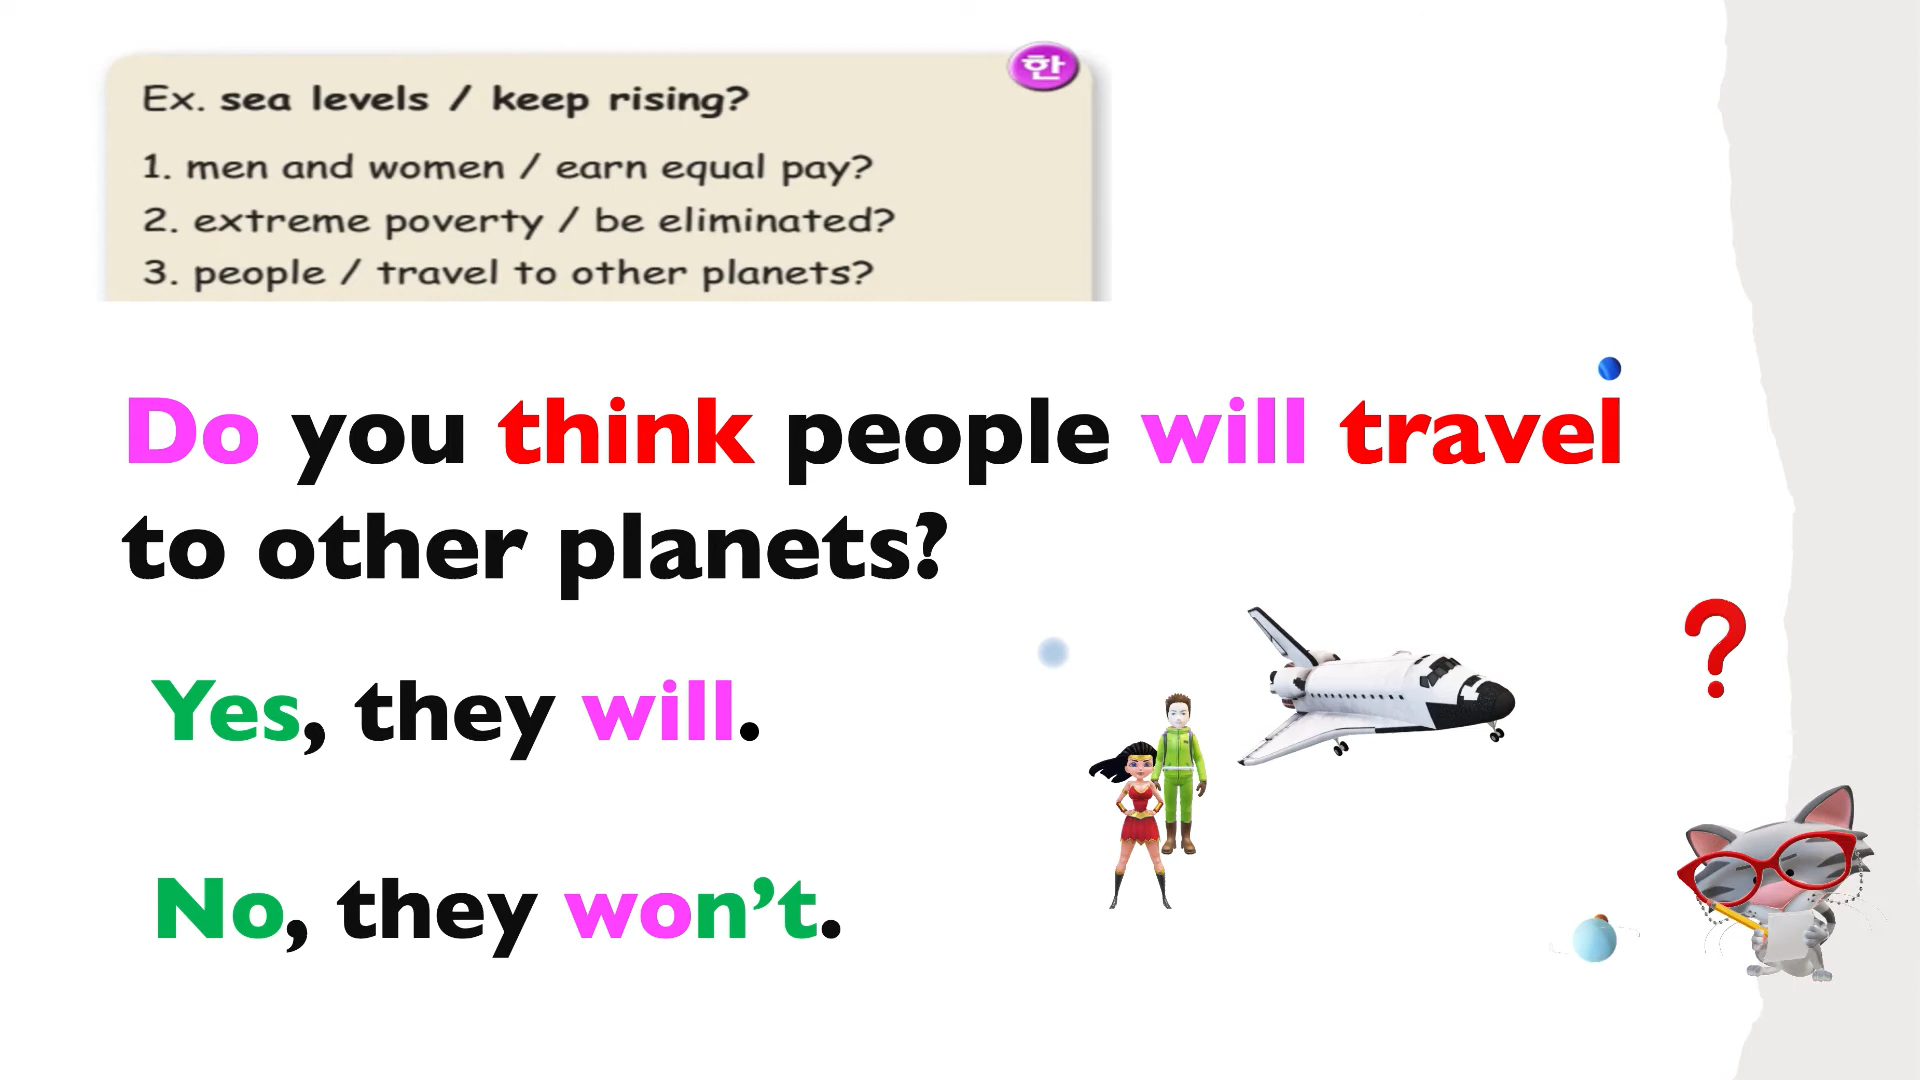 한
Ex. sea levels / keep rising?
1. men and women / earn equal pay?
2. extreme poverty / be eliminated?
3. people / travel to other planets?
Do you think people will travel
to other planets?
?
Yes, they will.
No, they won’t.